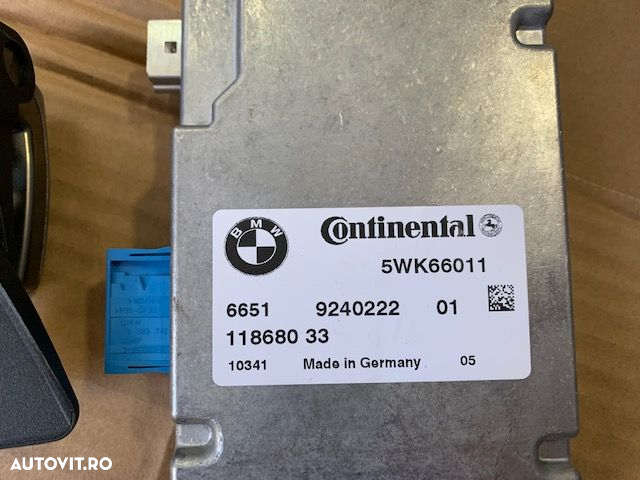 BMW
Continental
5WK66011
6651 9240222 01
118680 33
10341 Made in Germany 05
AUTOVIT.RO